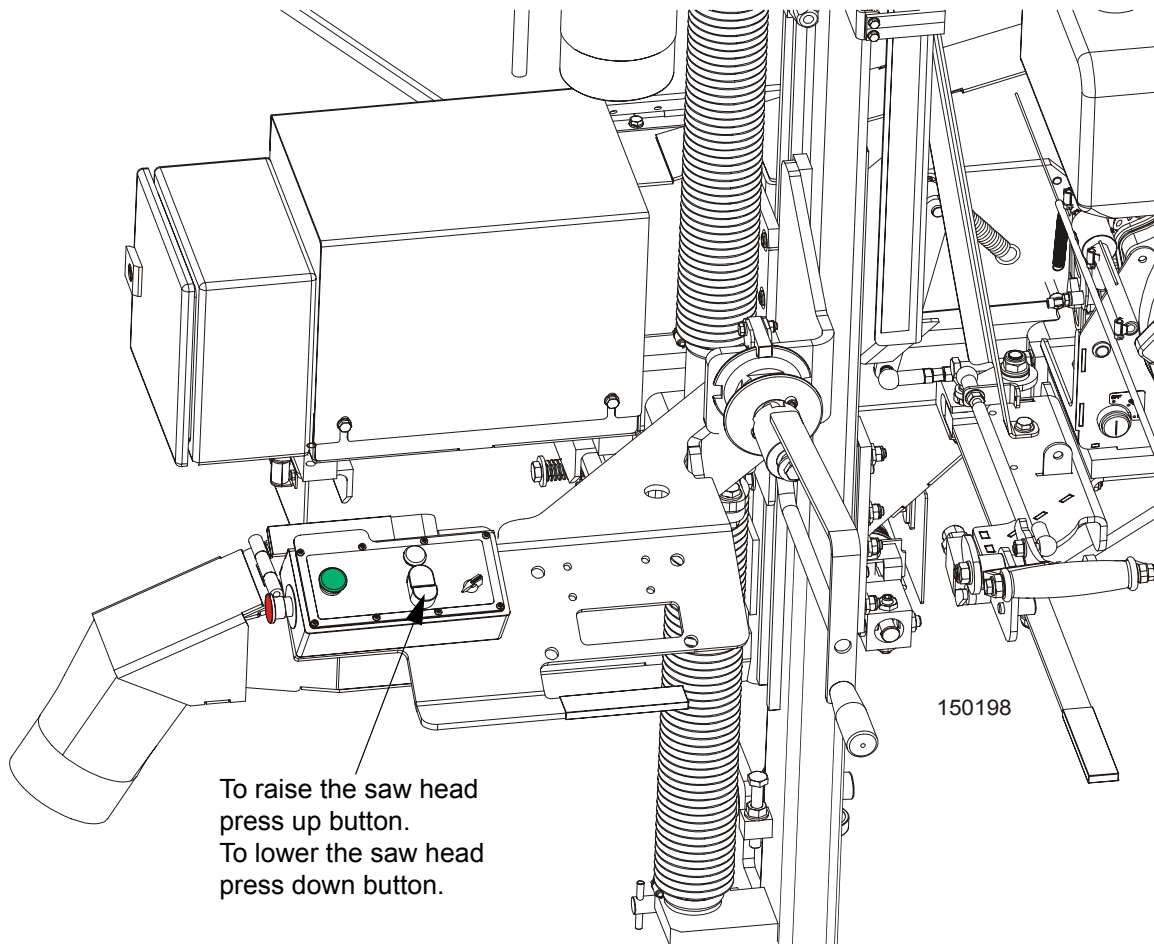 150198
To raise the saw head
press up button.
To lower the saw head
press down button.